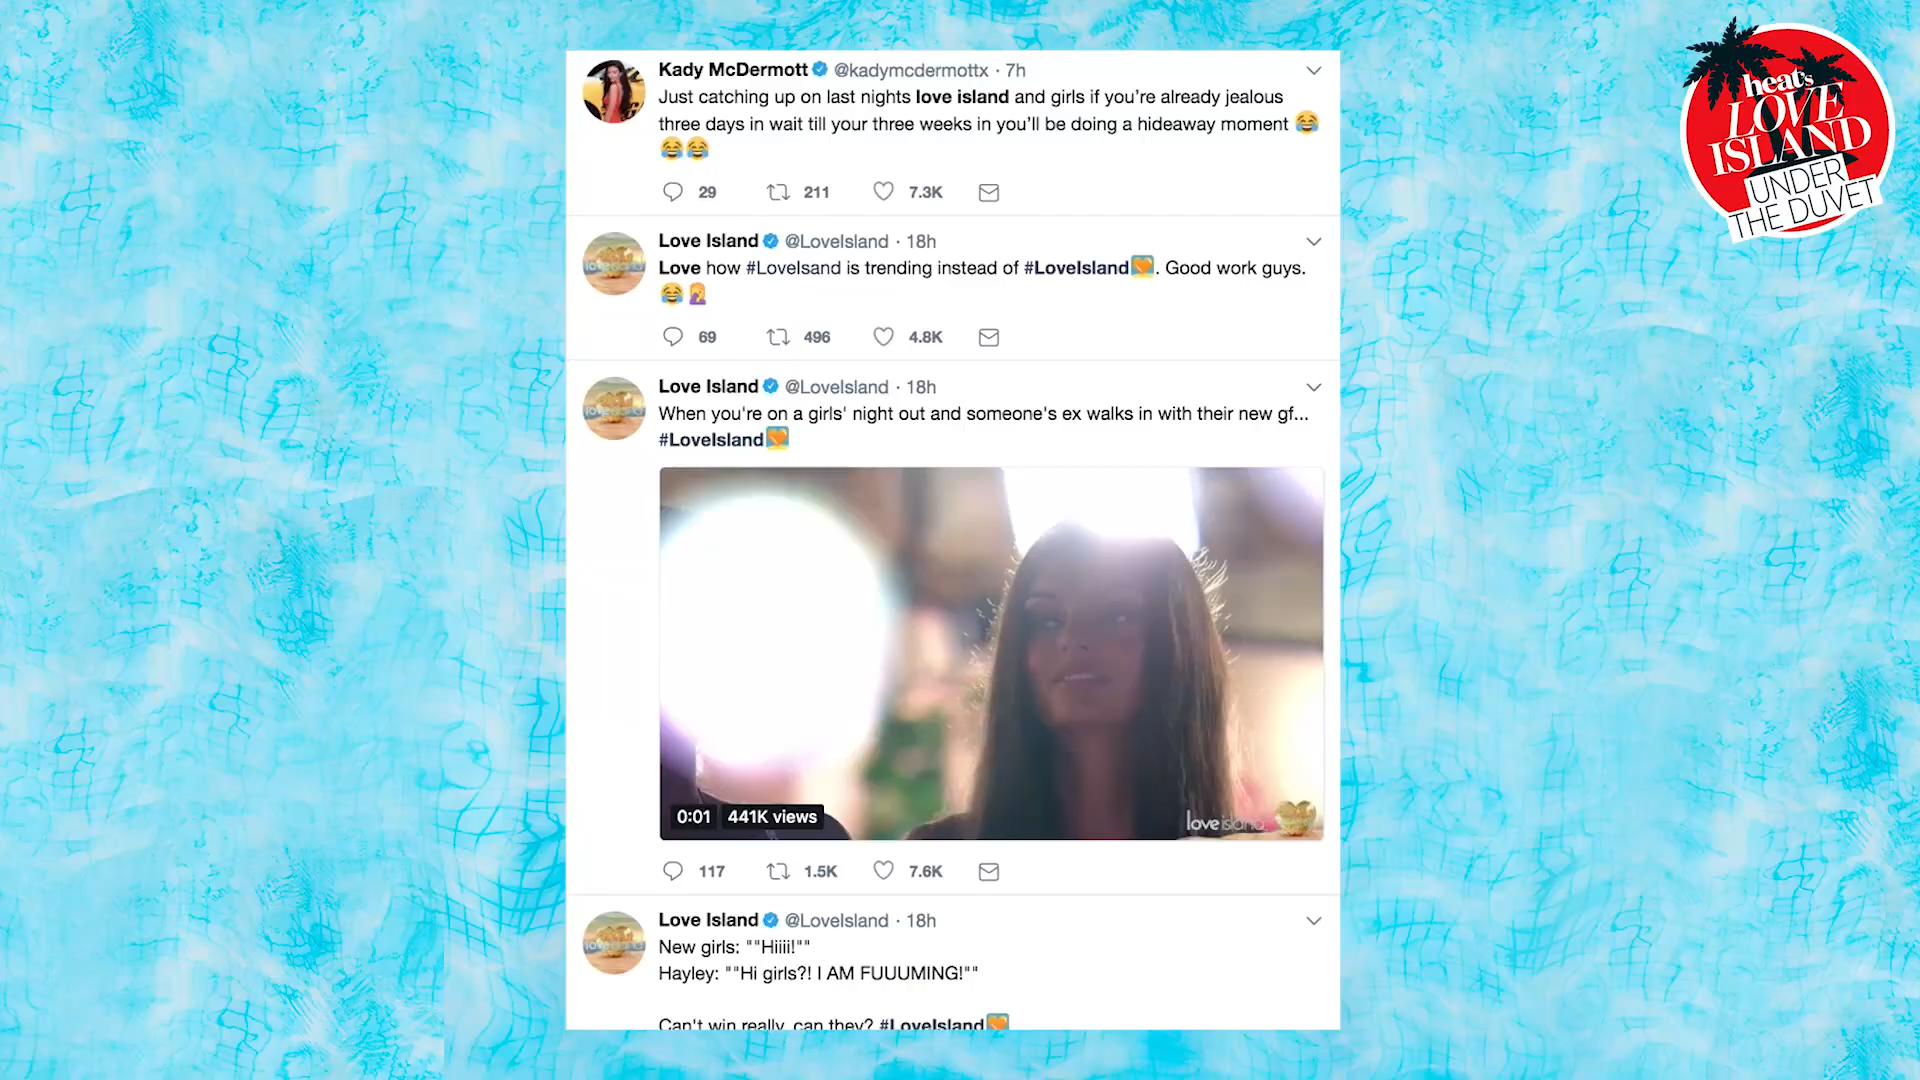 Kady McDermott @kadymcdermottx · 7h
Just catching up on last nights love island and girls if you’re already jealous
three days in wait till your three weeks in you’ll be doing a hideaway moment 😂
😂😂
29 211 7.3K
Love Island @LoveIsland · 18h
Love how #LoveIsand is trending instead of #LoveIsland. Good work guys.
😂🤦
69 496 4.8K
Love Island @LoveIsland · 18h
When you're on a girls' night out and someone's ex walks in with their new gf...
#LoveIsland
0:01 441K views
love island
117 1.5K 7.6K
Love Island @LoveIsland · 18h
New girls: ""Hiiii!""
Hayley: ""Hi girls?! I AM FUUUMING!""
Can't win really, can they? #LoveIsland
heat's
LOVE
ISLAND
UNDER
THE DUVET